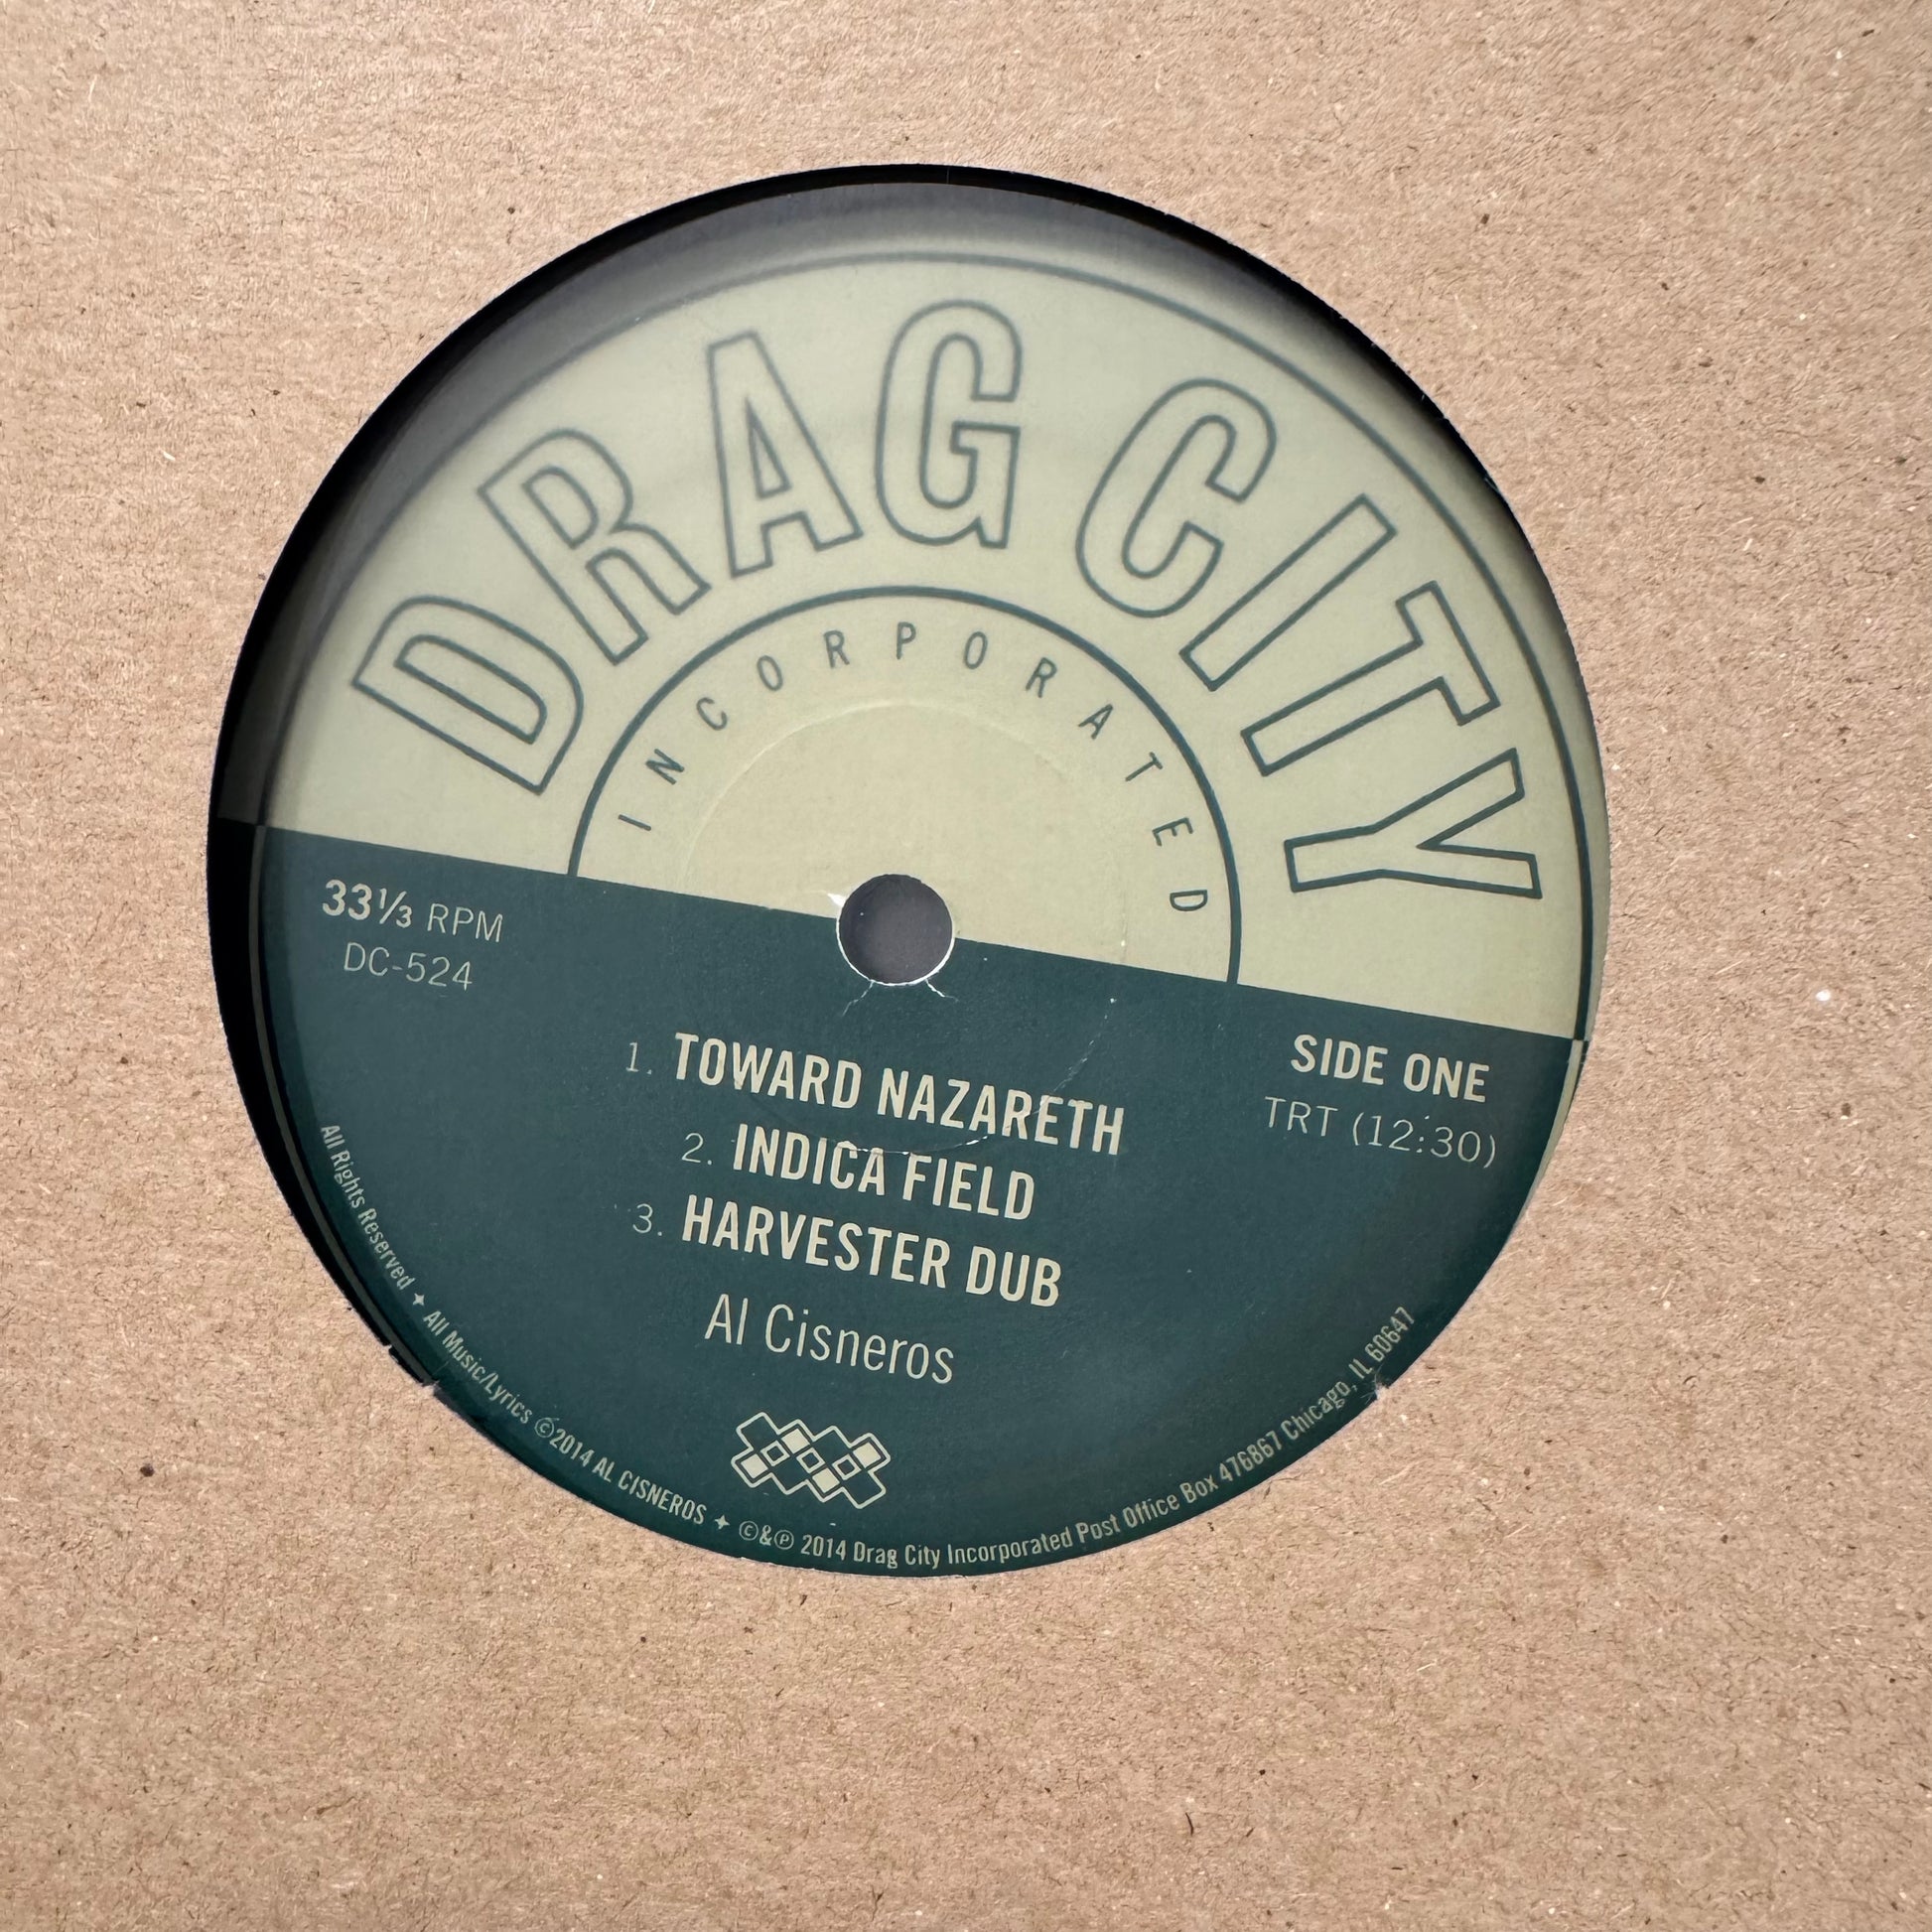 DRAG CITY
INCORPORATED
33⅓ RPM
DC-524
SIDE ONE
TRT (12:30)
1. TOWARD NAZARETH
2. INDICA FIELD
3. HARVESTER DUB
Al Cisneros
All Rights Reserved ✦ All Music/Lyrics ©2014 AL CISNEROS ✦ ©&℗ 2014 Drag City Incorporated Post Office Box 476867 Chicago, IL 60647